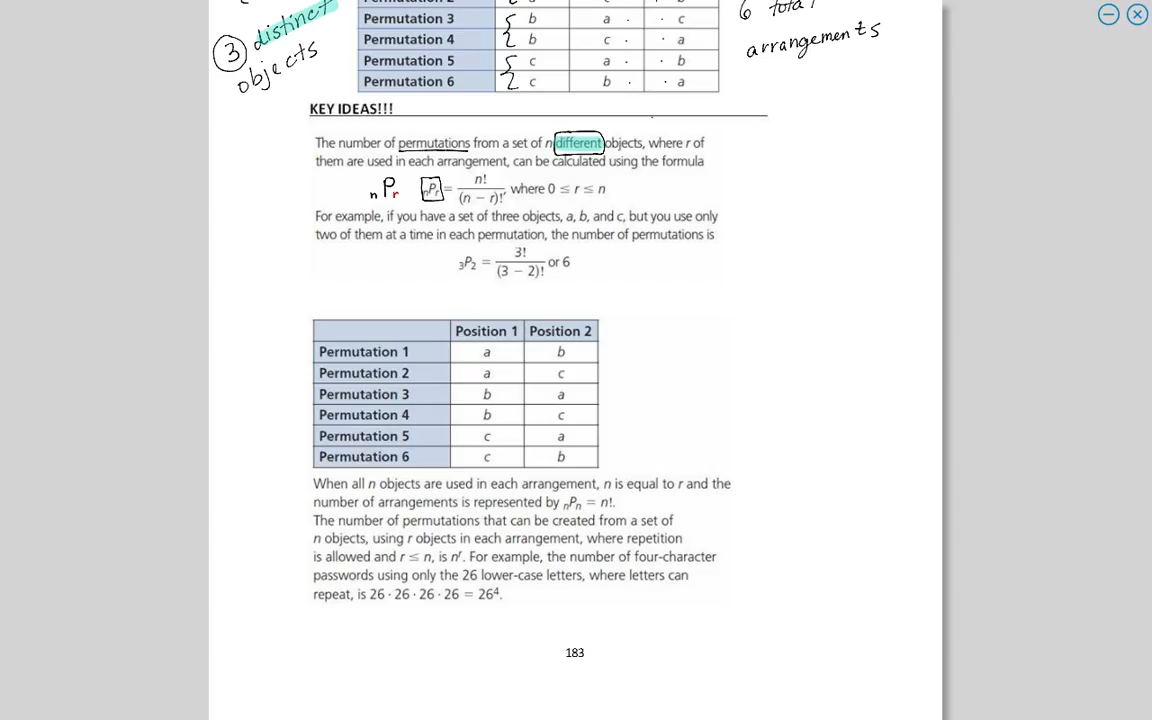 ③ distinct
objects
6 total
arrangements
Permutation 3 b a c
Permutation 4 b c a
Permutation 5 c a b
Permutation 6 c b a
KEY IDEAS!!!
The number of permutations from a set of n different objects, where r of
them are used in each arrangement, can be calculated using the formula
nPr nPr = n!/(n − r)!, where 0 ≤ r ≤ n
For example, if you have a set of three objects, a, b, and c, but you use only
two of them at a time in each permutation, the number of permutations is
₃P₂ = 3!/(3 − 2)! or 6
Position 1 Position 2
Permutation 1 a b
Permutation 2 a c
Permutation 3 b a
Permutation 4 b c
Permutation 5 c a
Permutation 6 c b
When all n objects are used in each arrangement, n is equal to r and the
number of arrangements is represented by nPn = n!.
The number of permutations that can be created from a set of
n objects, using r objects in each arrangement, where repetition
is allowed and r ≤ n, is nʳ. For example, the number of four-character
passwords using only the 26 lower-case letters, where letters can
repeat, is 26 · 26 · 26 · 26 = 26⁴.
183